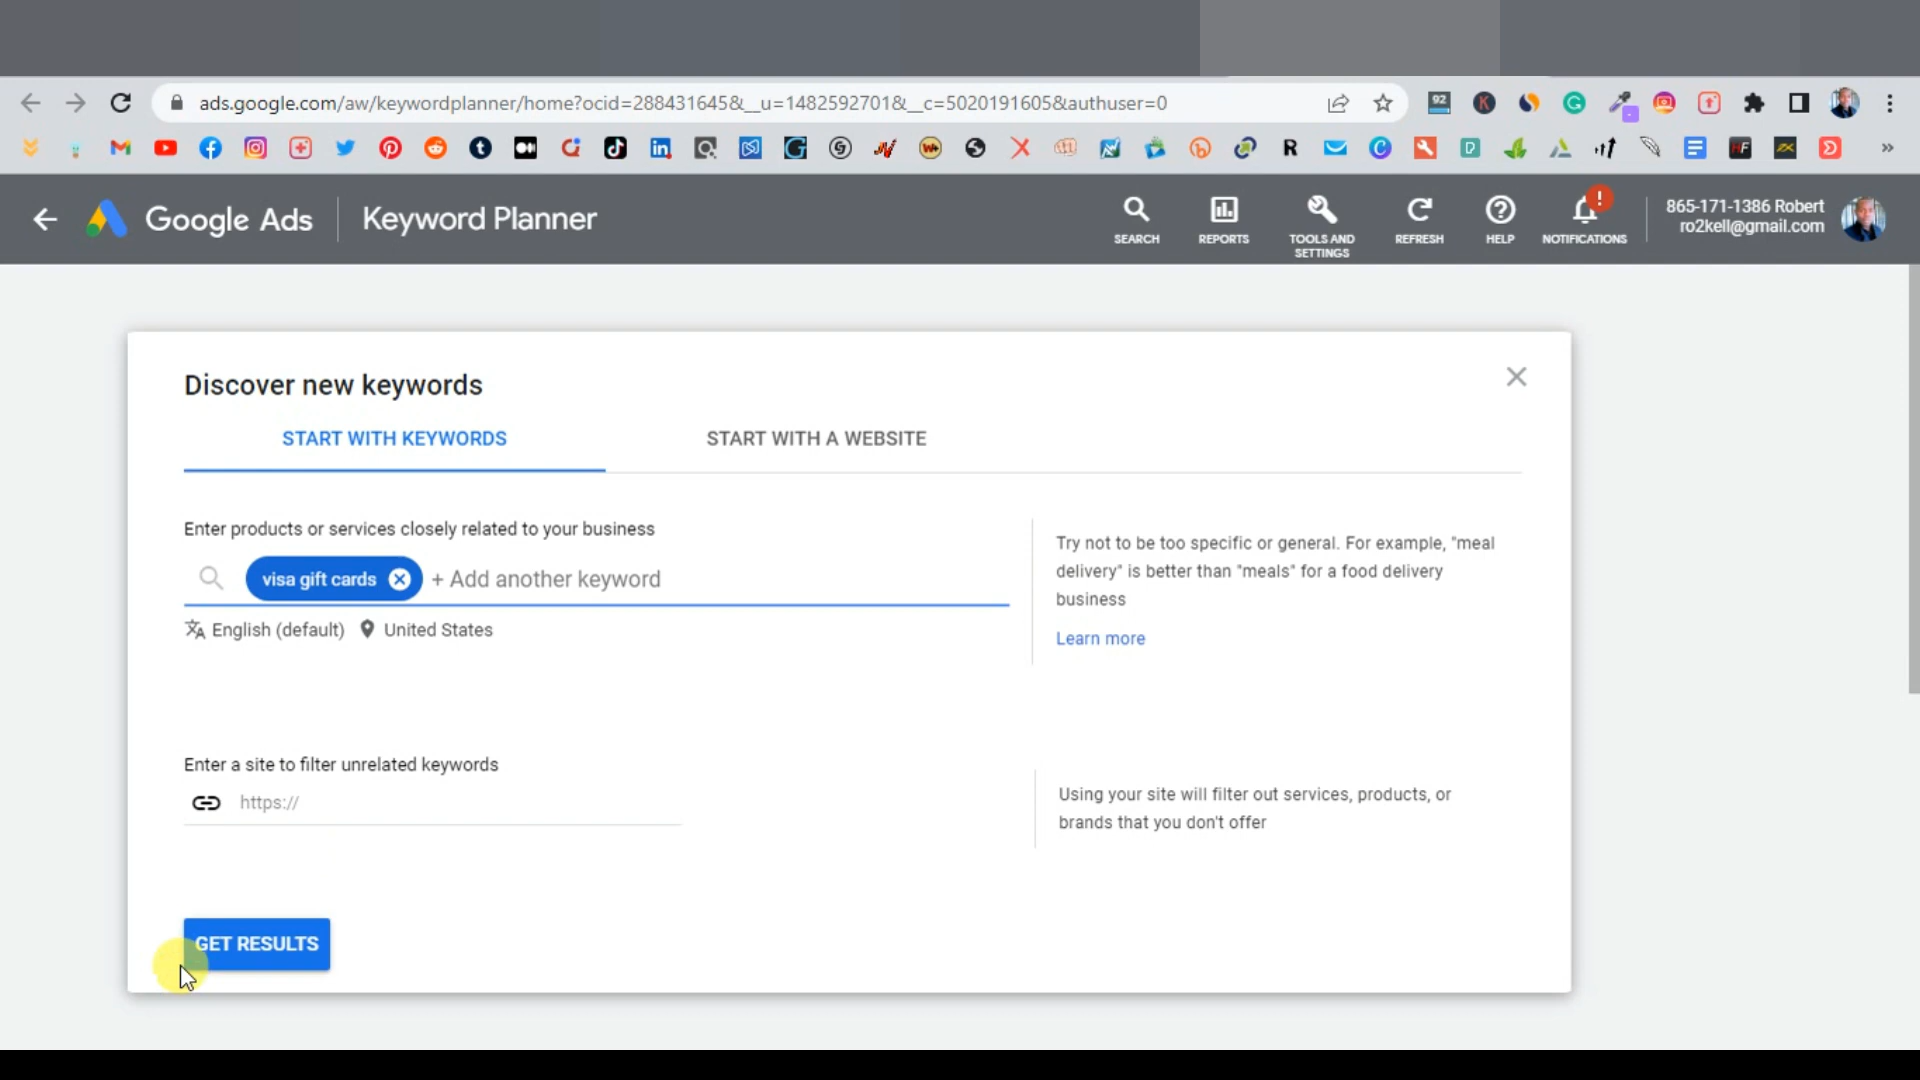 ads.google.com/aw/keywordplanner/home?ocid=288431645&__u=1482592701&__c=5020191605&authuser=0
92
Google Ads
Keyword Planner
SEARCH
REPORTS
TOOLS AND
SETTINGS
REFRESH
HELP
NOTIFICATIONS
865-171-1386 Robert
ro2kell@gmail.com
Discover new keywords
START WITH KEYWORDS
START WITH A WEBSITE
Enter products or services closely related to your business
visa gift cards
+ Add another keyword
English (default)
United States
Try not to be too specific or general. For example, "meal
delivery" is better than "meals" for a food delivery
business
Learn more
Enter a site to filter unrelated keywords
https://
Using your site will filter out services, products, or
brands that you don't offer
GET RESULTS